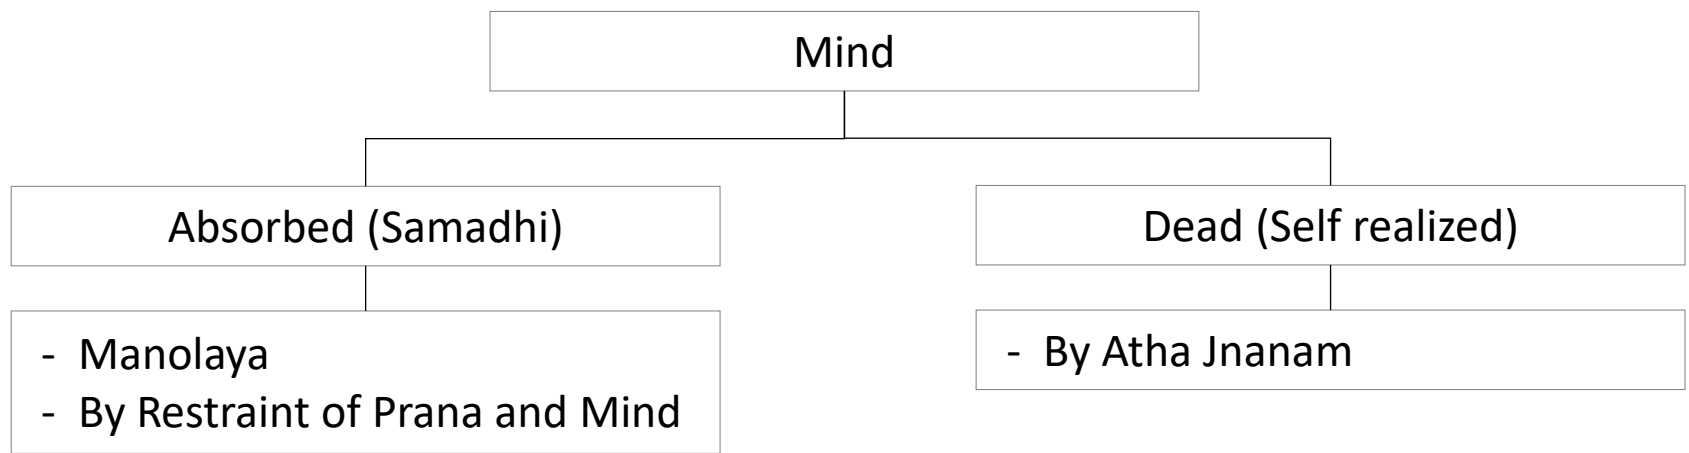 Mind
Absorbed (Samadhi)
Dead (Self realized)
- Manolaya
- By Restraint of Prana and Mind
- By Atha Jnanam